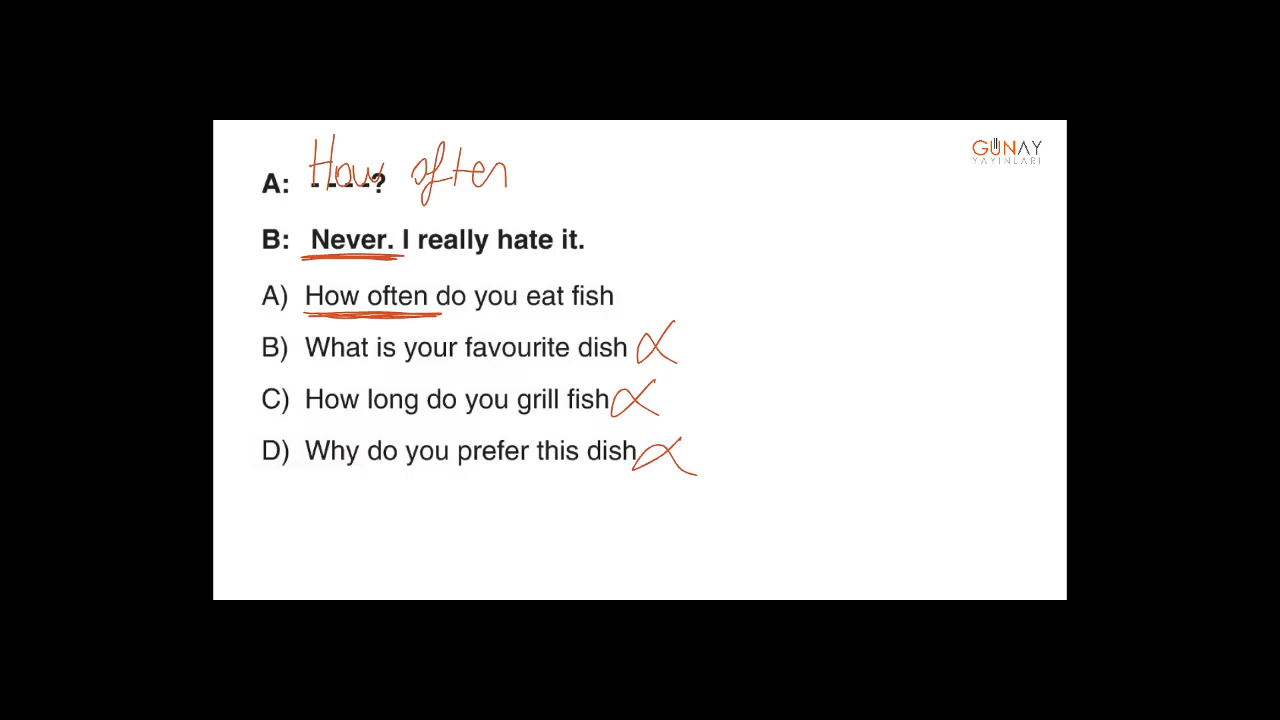 GÜNAY
YAYINLARI
How often
A: - - - -?
B: Never. I really hate it.
A) How often do you eat fish
B) What is your favourite dish
C) How long do you grill fish
D) Why do you prefer this dish